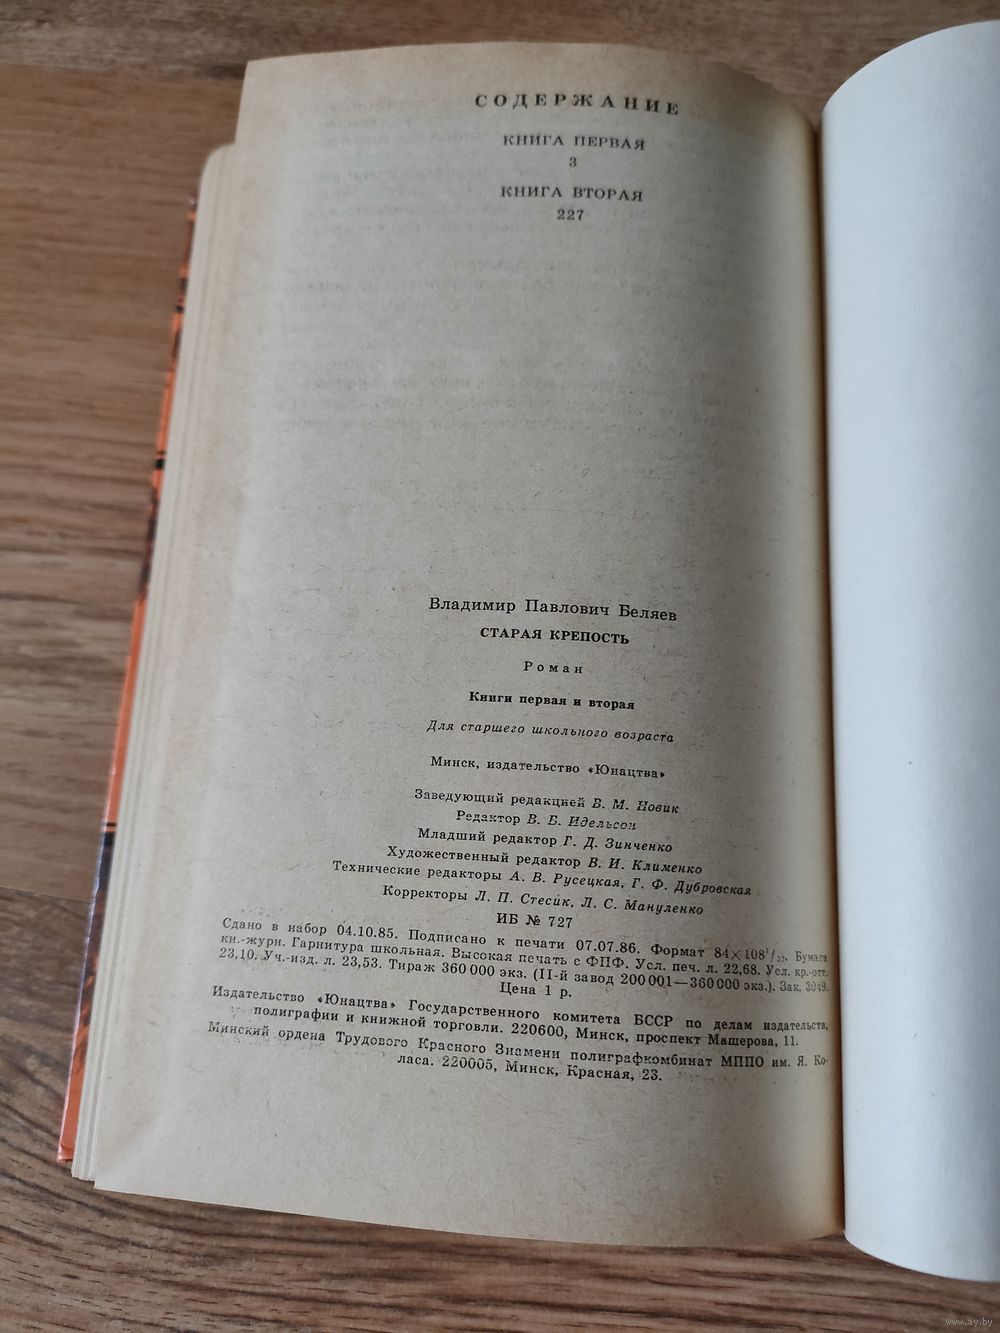 СОДЕРЖАНИЕ
КНИГА ПЕРВАЯ
3
КНИГА ВТОРАЯ
227
Владимир Павлович Беляев
СТАРАЯ КРЕПОСТЬ
Роман
Книги первая и вторая
Для старшего школьного возраста
Минск, издательство «Юнацтва»
Заведующий редакцией В. М. Новик
Редактор В. Б. Идельсон
Младший редактор Г. Д. Зинченко
Художественный редактор В. И. Клименко
Технические редакторы А. В. Русецкая, Г. Ф. Дубровская
Корректоры Л. П. Стесик, Л. С. Мануленко
ИБ № 727
Сдано в набор 04.10.85. Подписано к печати 07.07.86. Формат 84×108¹/₃₂. Бумага
кн.-журн. Гарнитура школьная. Высокая печать с ФПФ. Усл. печ. л. 22,68. Усл. кр.-отт.
23,10. Уч.-изд. л. 23,53. Тираж 360 000 экз. (II-й завод 200 001—360 000 экз.). Зак. 3049.
Цена 1 р.
Издательство «Юнацтва» Государственного комитета БССР по делам издательств,
полиграфии и книжной торговли. 220600, Минск, проспект Машерова, 11.
Минский ордена Трудового Красного Знамени полиграфкомбинат МППО им. Я. Ко-
ласа. 220005, Минск, Красная, 23.
www.ay.by